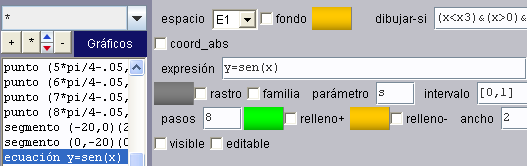 * espacio E1 fondo dibujar-si (x<x3)&(x>0)&
+ * - Gráficos coord_abs
punto (5*pi/4-.05,
punto (6*pi/4-.05,
punto (7*pi/4-.05,
punto (8*pi/4-.05,
segmento (-20,0)(2
segmento (0,-20)(0
ecuación y=sen(x)
expresión y=sen(x)
rastro familia parámetro s intervalo [0,1]
pasos 8 relleno+ relleno- ancho 2
visible editable